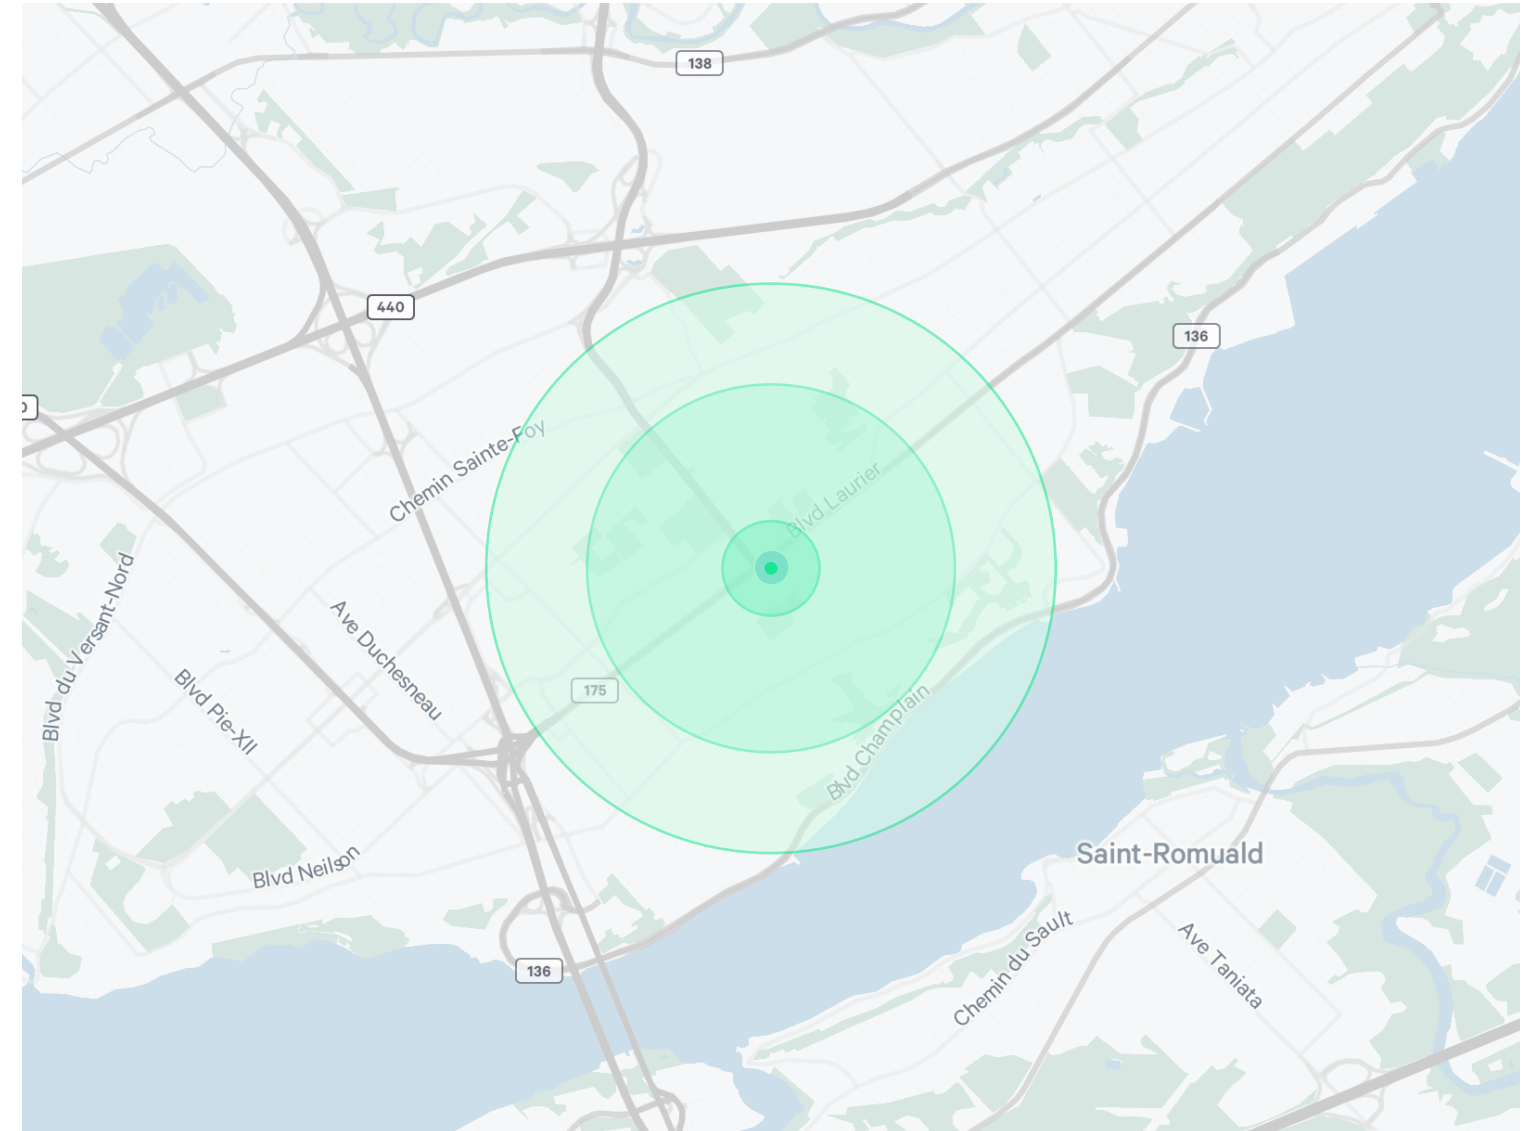 138
440
136
Chemin Sainte-Foy
Blvd Laurier
Blvd du Versant-Nord
Ave Duchesneau
Blvd Pie-XII
175
Blvd Champlain
Saint-Romuald
Blvd Neilson
136
Chemin du Sault
Ave Taniata